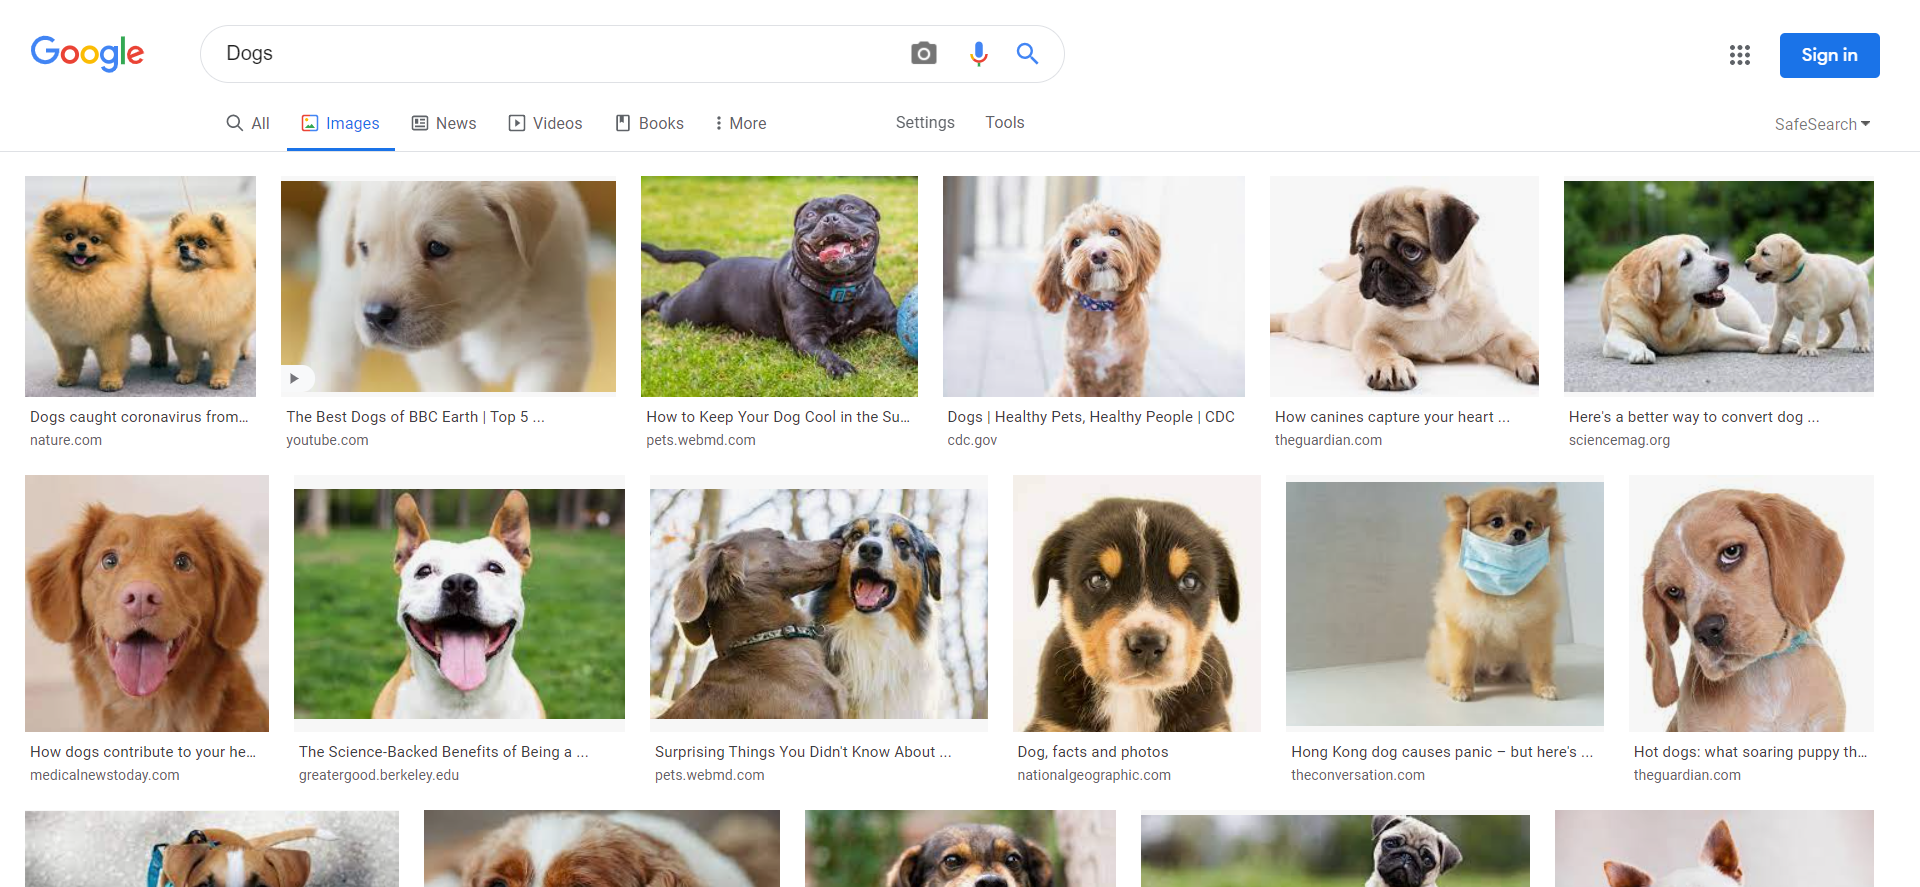 Google
Dogs
Sign in
All Images News Videos Books More Settings Tools SafeSearch
Dogs caught coronavirus from...
nature.com
The Best Dogs of BBC Earth | Top 5 ...
youtube.com
How to Keep Your Dog Cool in the Su...
pets.webmd.com
Dogs | Healthy Pets, Healthy People | CDC
cdc.gov
How canines capture your heart ...
theguardian.com
Here's a better way to convert dog ...
sciencemag.org
How dogs contribute to your he...
medicalnewstoday.com
The Science-Backed Benefits of Being a ...
greatergood.berkeley.edu
Surprising Things You Didn't Know About ...
pets.webmd.com
Dog, facts and photos
nationalgeographic.com
Hong Kong dog causes panic – but here's ...
theconversation.com
Hot dogs: what soaring puppy th...
theguardian.com